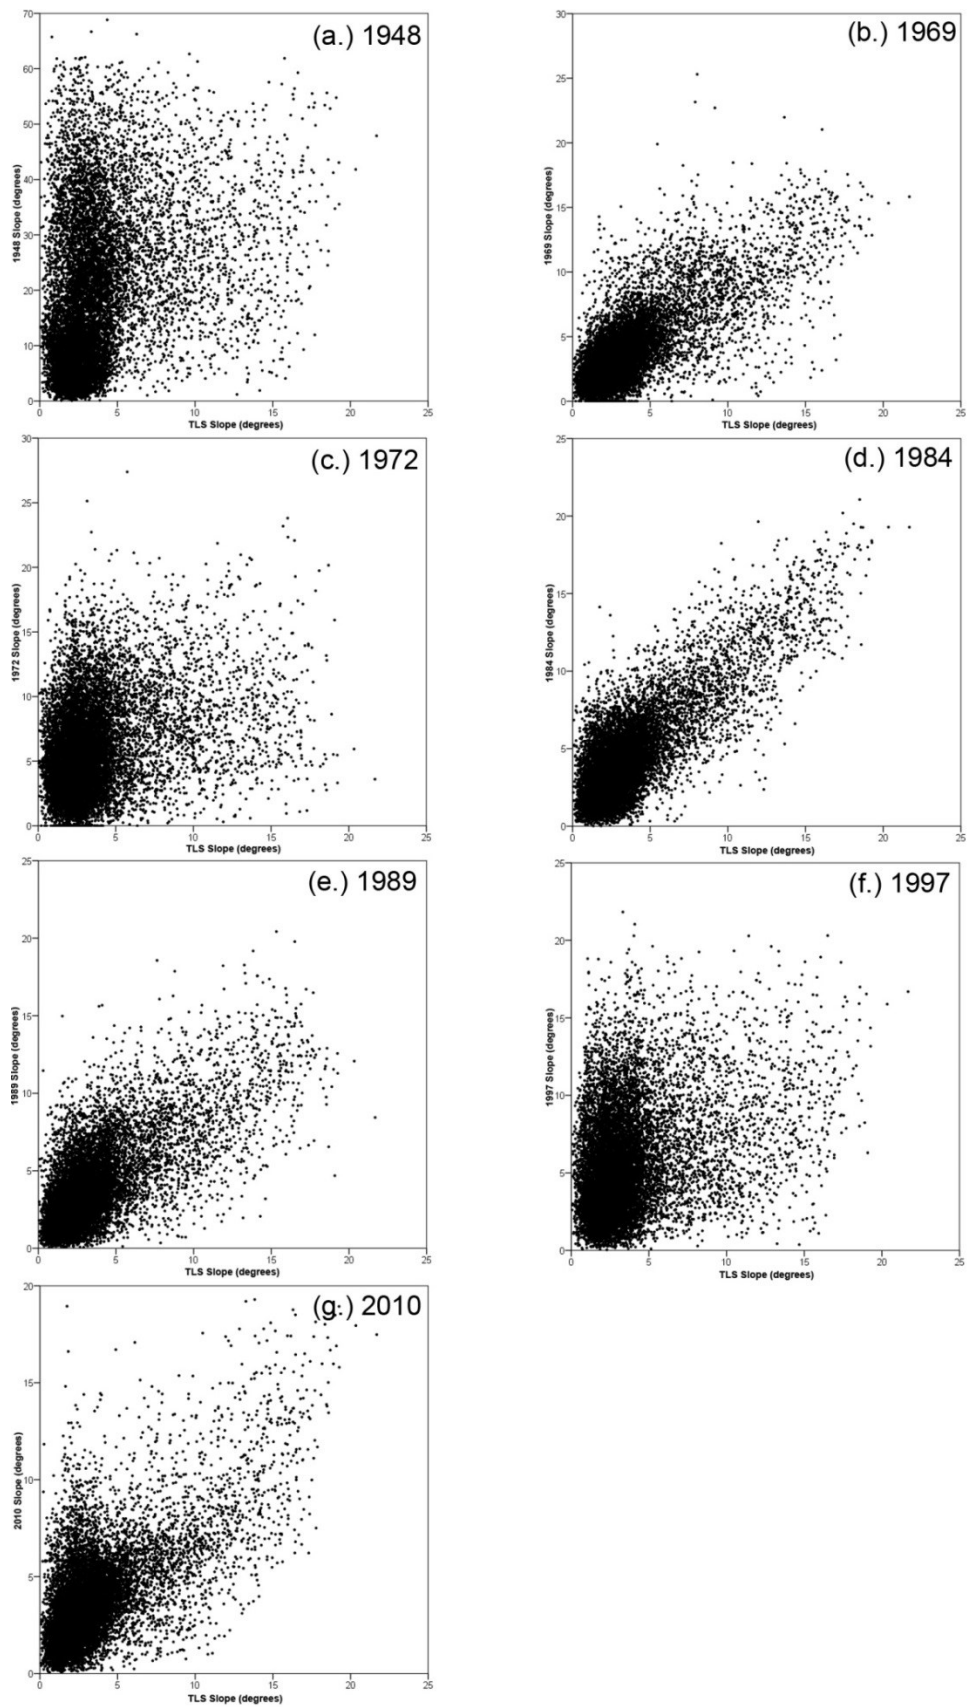 (a.) 1948
70
60
50
40
30
20
10
0
1948 Slope (degrees)
0 5 10 15 20 25
TLS Slope (degrees)
(b.) 1969
30
25
20
15
10
5
0
1969 Slope (degrees)
0 5 10 15 20 25
TLS Slope (degrees)
(c.) 1972
30
25
20
15
10
5
0
1972 Slope (degrees)
0 5 10 15 20 25
TLS Slope (degrees)
(d.) 1984
25
20
15
10
5
0
1984 Slope (degrees)
0 5 10 15 20 25
TLS Slope (degrees)
(e.) 1989
25
20
15
10
5
0
1989 Slope (degrees)
0 5 10 15 20 25
TLS Slope (degrees)
(f.) 1997
25
20
15
10
5
0
1997 Slope (degrees)
0 5 10 15 20 25
TLS Slope (degrees)
(g.) 2010
20
15
10
5
0
2010 Slope (degrees)
0 5 10 15 20 25
TLS Slope (degrees)